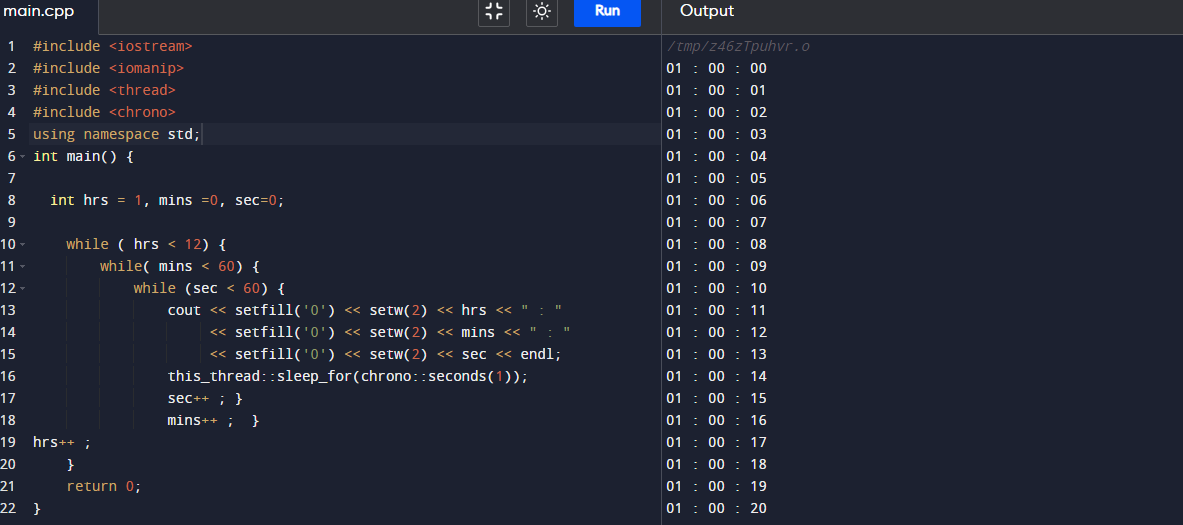 main.cpp Run Output
1 #include <iostream>
2 #include <iomanip>
3 #include <thread>
4 #include <chrono>
5 using namespace std;
6 int main() {
7
8 int hrs = 1, mins =0, sec=0;
9
10 while ( hrs < 12) {
11 while( mins < 60) {
12 while (sec < 60) {
13 cout << setfill('0') << setw(2) << hrs << " : "
14 << setfill('0') << setw(2) << mins << " : "
15 << setfill('0') << setw(2) << sec << endl;
16 this_thread::sleep_for(chrono::seconds(1));
17 sec++ ; }
18 mins++ ; }
19 hrs++ ;
20 }
21 return 0;
22 }
/tmp/z46zTpuhvr.o
01 : 00 : 00
01 : 00 : 01
01 : 00 : 02
01 : 00 : 03
01 : 00 : 04
01 : 00 : 05
01 : 00 : 06
01 : 00 : 07
01 : 00 : 08
01 : 00 : 09
01 : 00 : 10
01 : 00 : 11
01 : 00 : 12
01 : 00 : 13
01 : 00 : 14
01 : 00 : 15
01 : 00 : 16
01 : 00 : 17
01 : 00 : 18
01 : 00 : 19
01 : 00 : 20